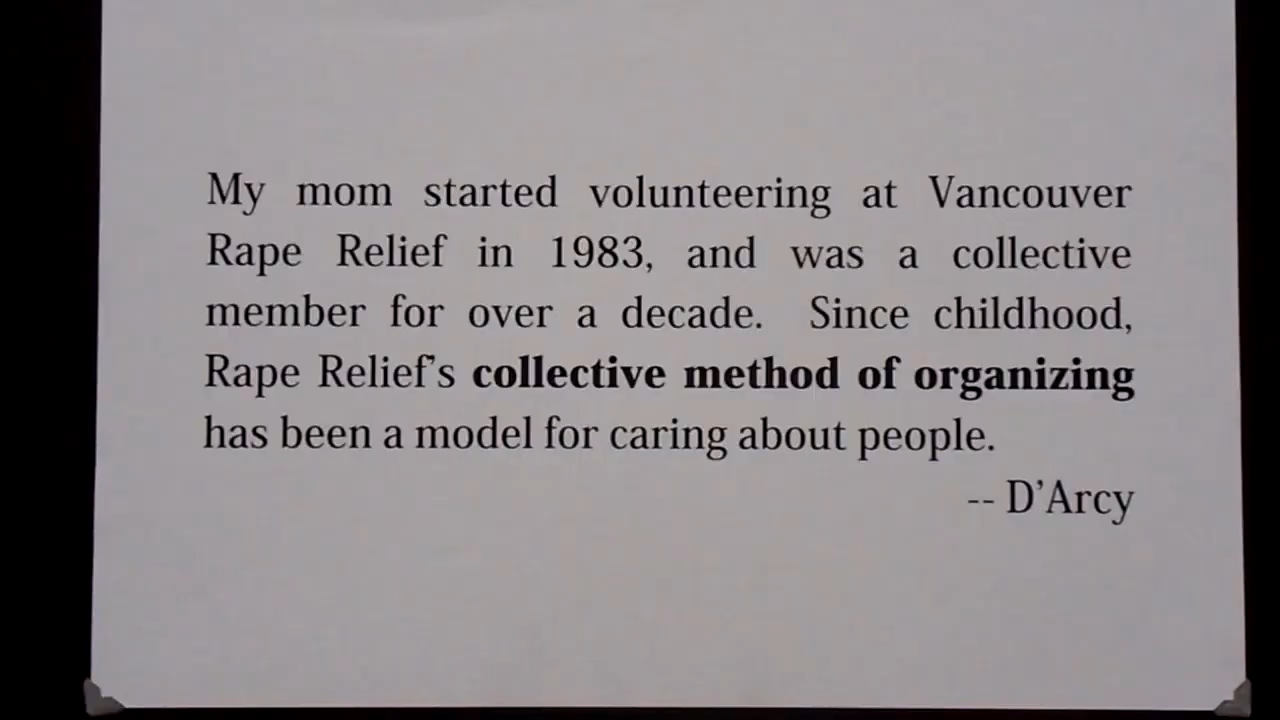 My mom started volunteering at Vancouver
Rape Relief in 1983, and was a collective
member for over a decade. Since childhood,
Rape Relief's collective method of organizing
has been a model for caring about people.
-- D'Arcy